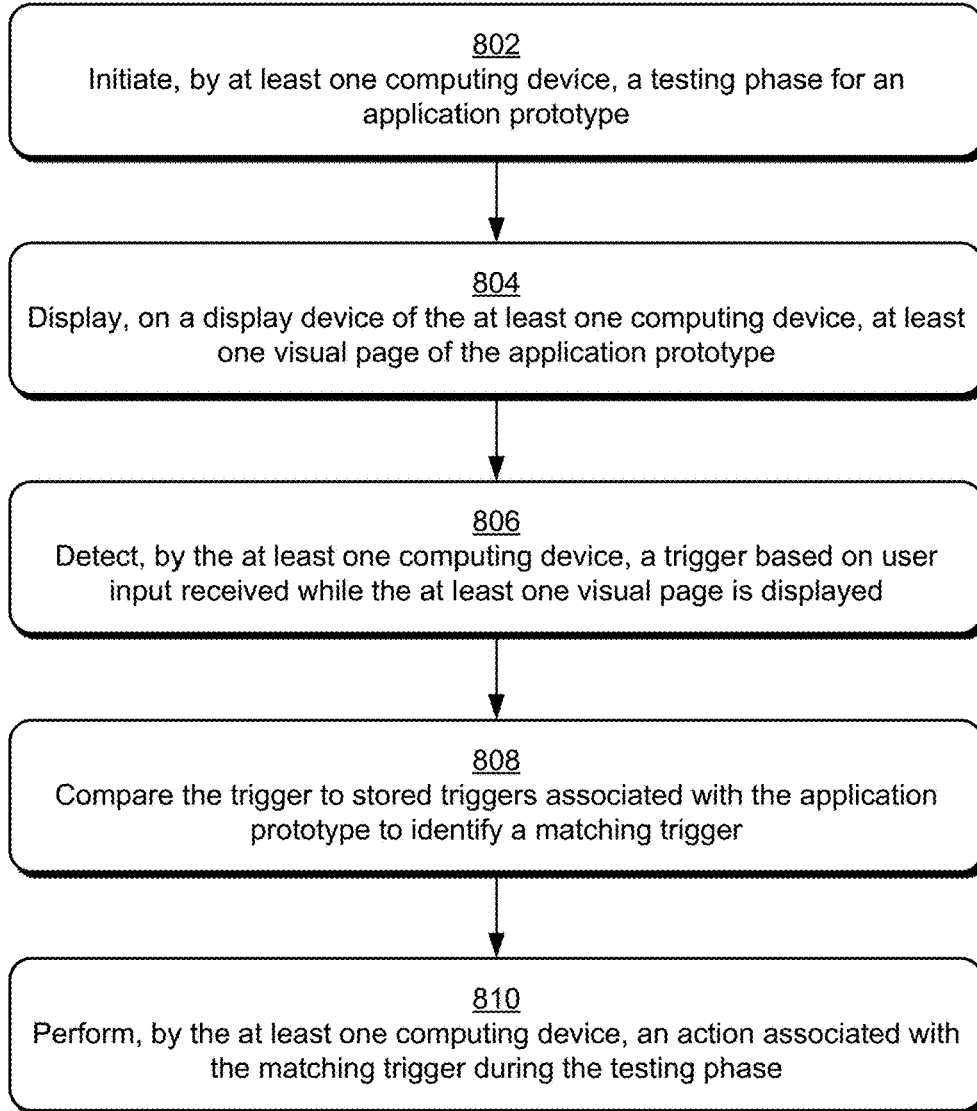 802
Initiate, by at least one computing device, a testing phase for an
application prototype
804
Display, on a display device of the at least one computing device, at least
one visual page of the application prototype
806
Detect, by the at least one computing device, a trigger based on user
input received while the at least one visual page is displayed
808
Compare the trigger to stored triggers associated with the application
prototype to identify a matching trigger
810
Perform, by the at least one computing device, an action associated with
the matching trigger during the testing phase